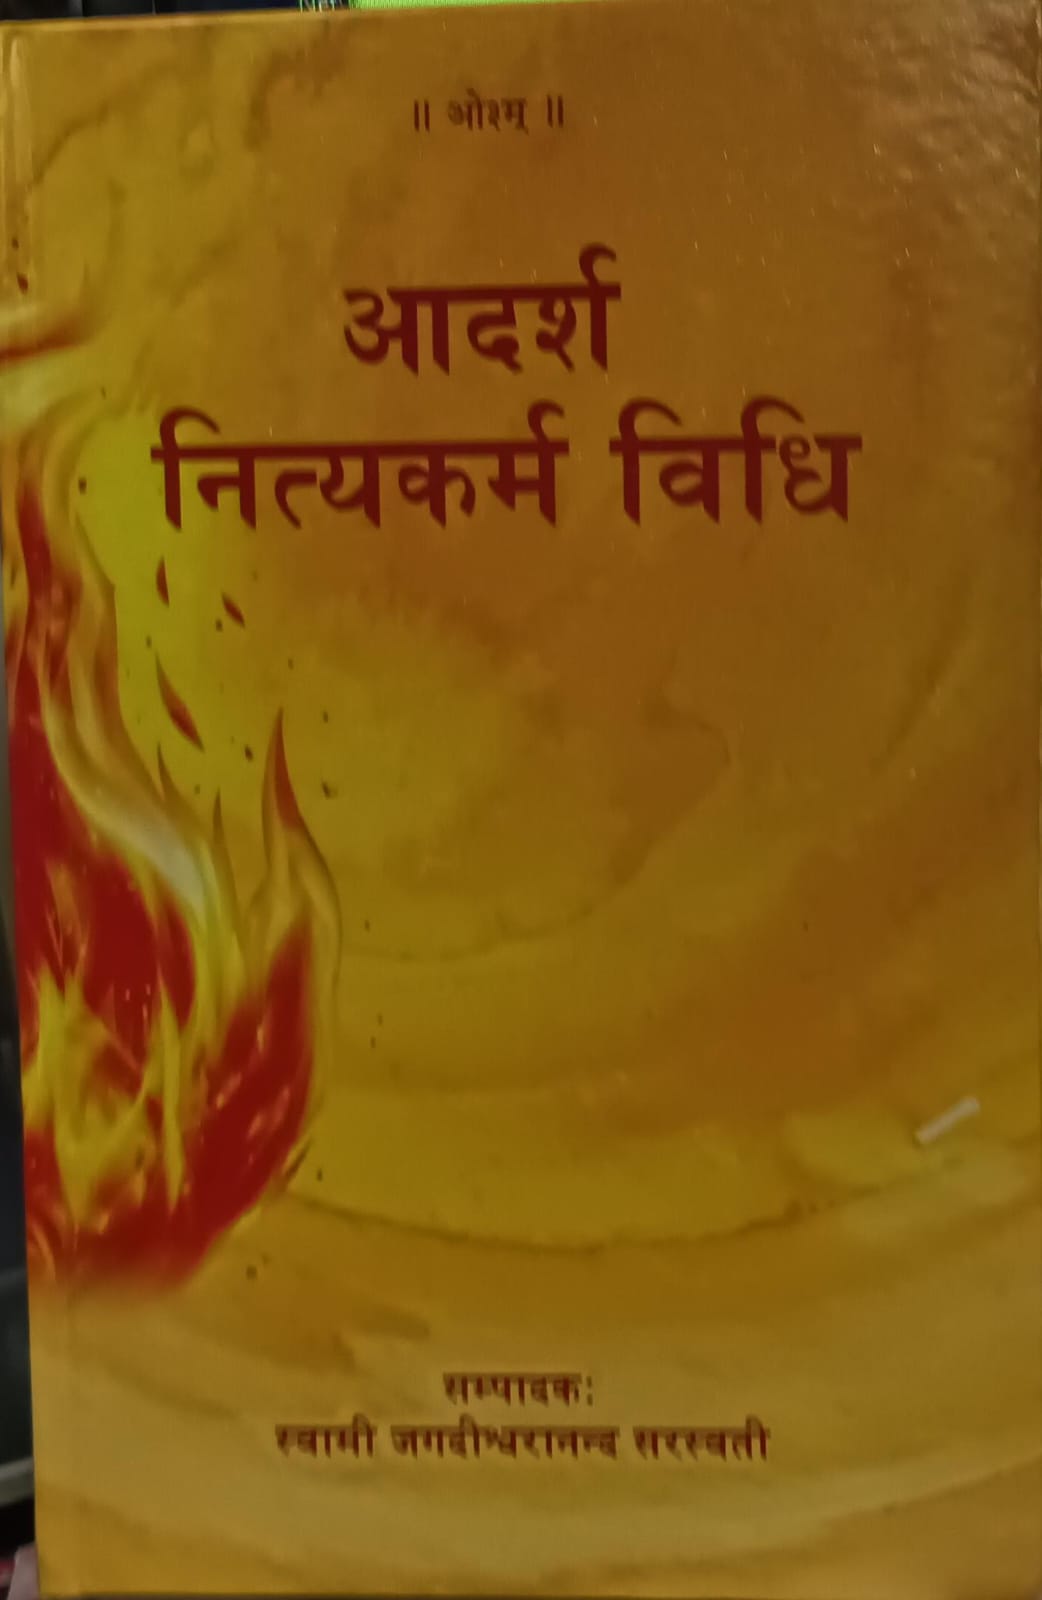 ॥ ओ३म् ॥
आदर्श
नित्यकर्म विधि
सम्पादक:
स्वामी जगदीश्वरानन्द सरस्वती